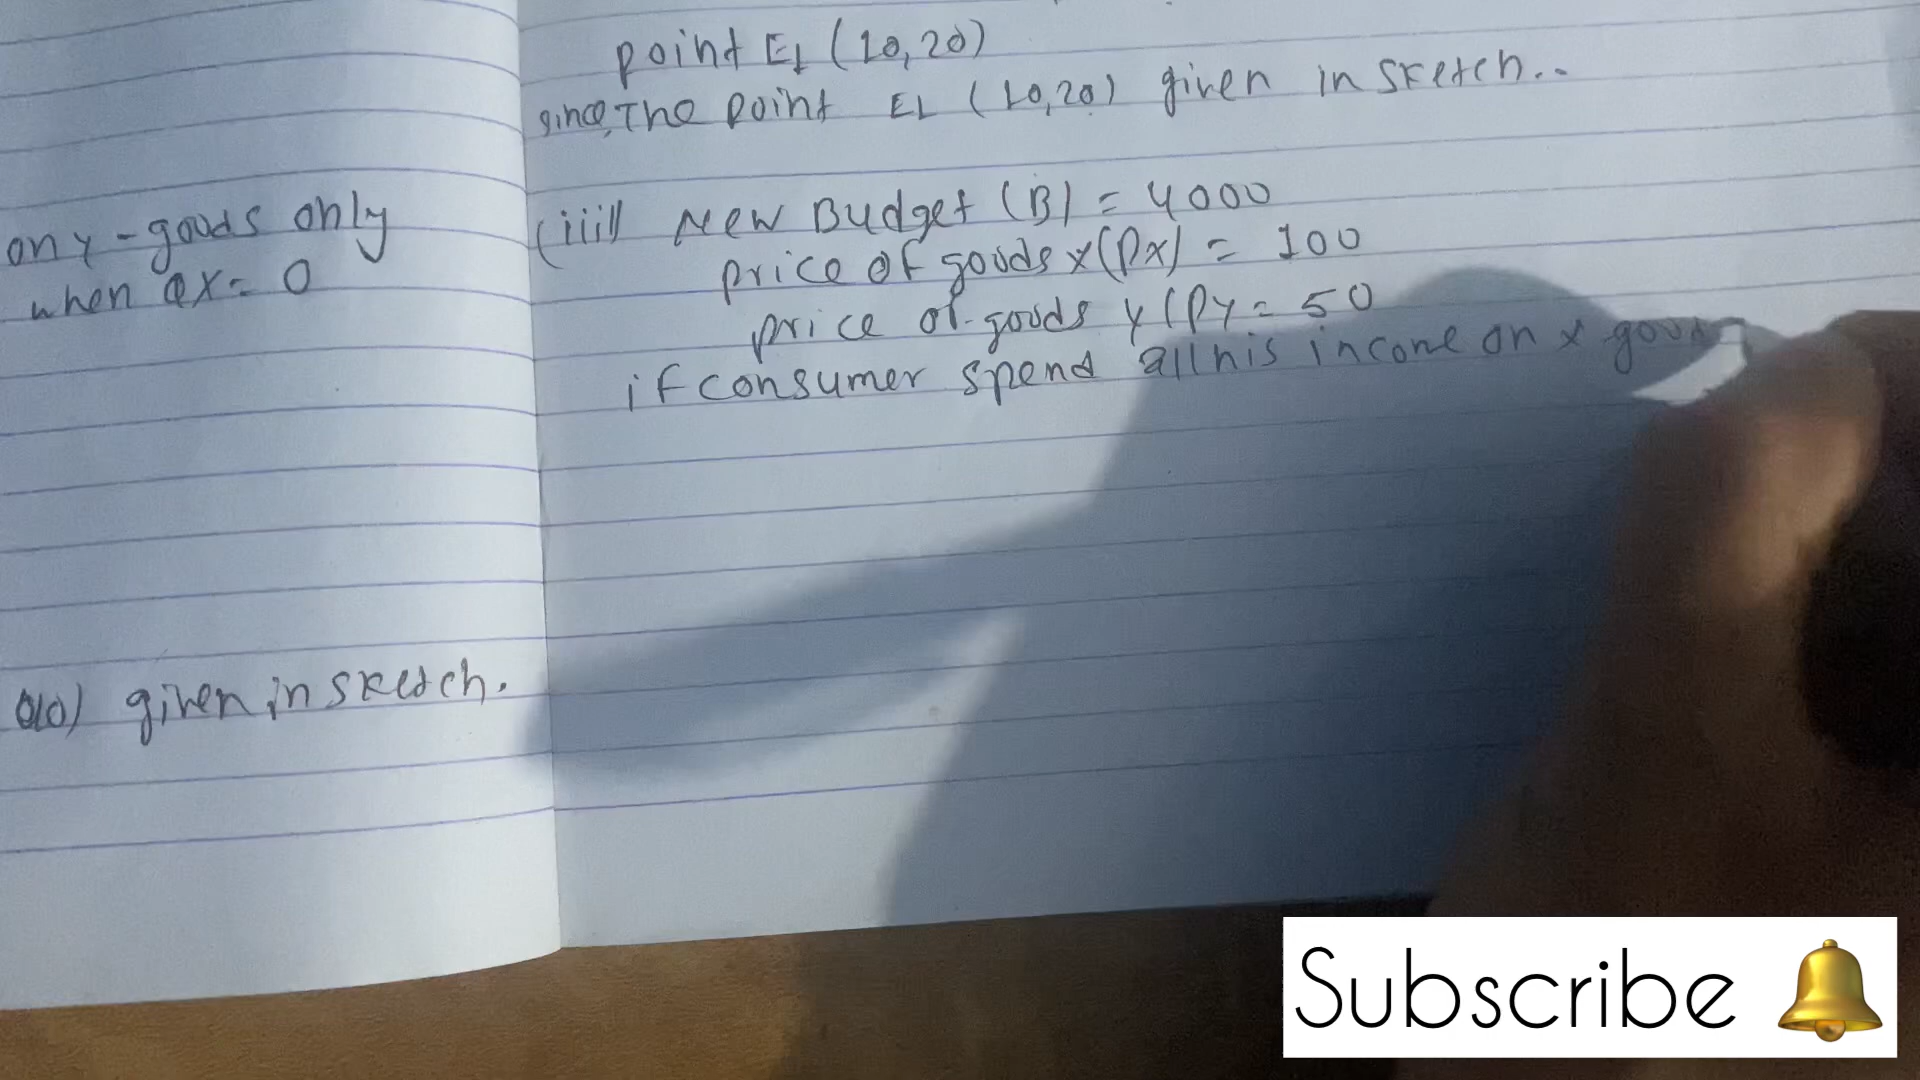 on y-goods only
when QX= 0
010) given in sketch.
point E1 (10,20)
since, The point E1 (10,20) given in sketch..
(iii) New Budget (B) = 4000
price of goods x (Px) = 100
price of goods y (Py = 50
if consumer spend all his income on x goods
Subscribe